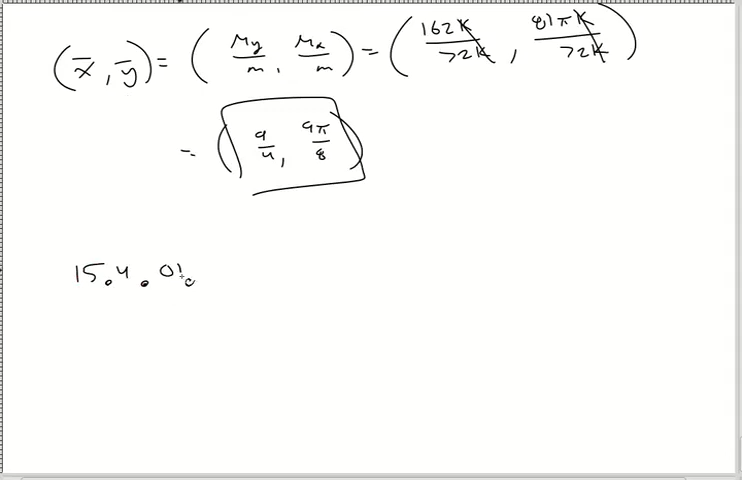 (x̄, ȳ) = (My/m, Mx/m) = (162K/72K, 81πK/72K)
= (9/4, 9π/8)
15.4.01